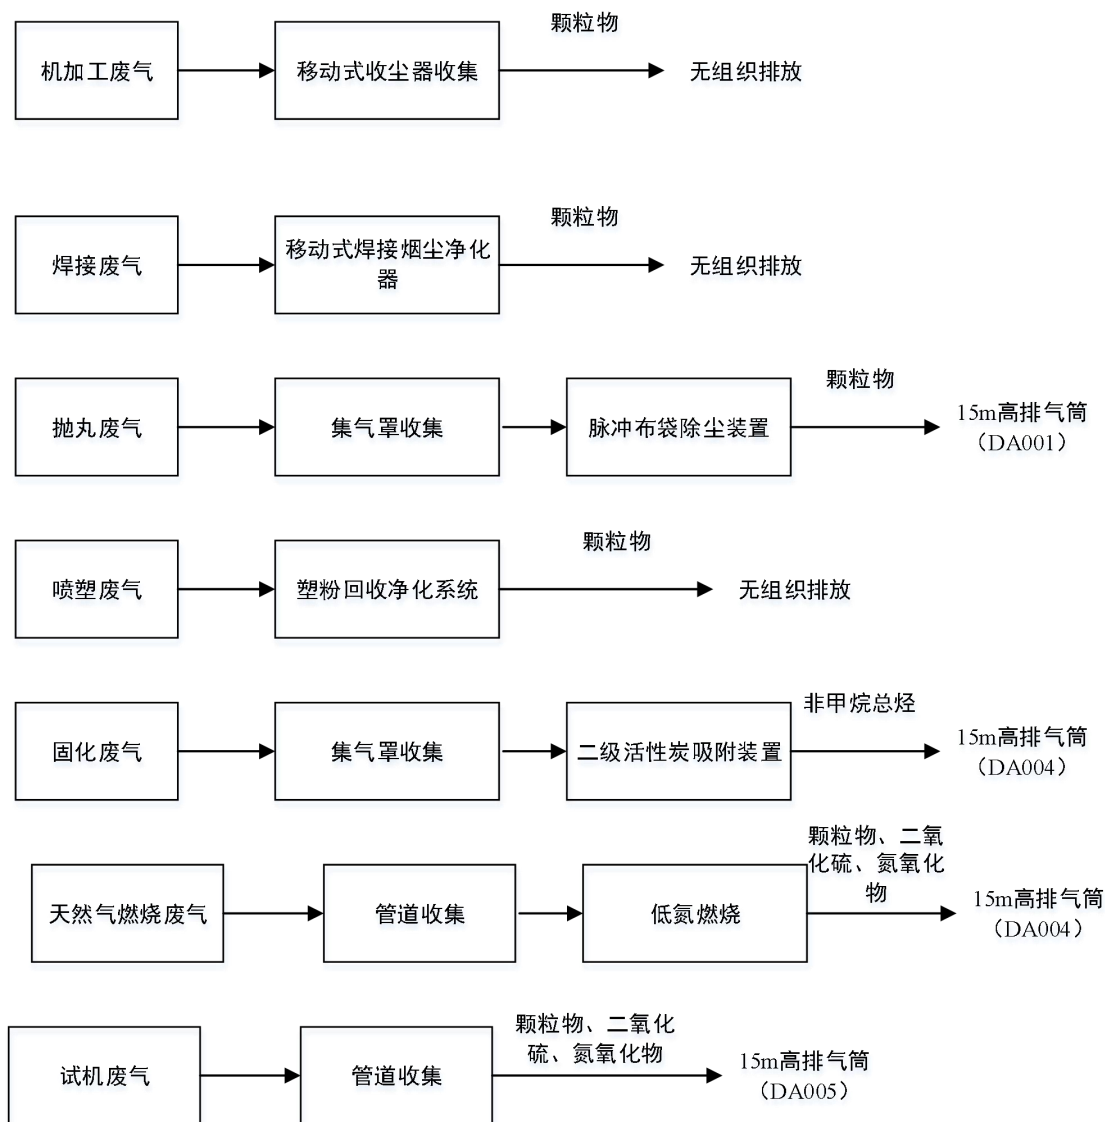 颗粒物
机加工废气
移动式收尘器收集
无组织排放
颗粒物
焊接废气
移动式焊接烟尘净化
器
无组织排放
颗粒物
抛丸废气
集气罩收集
脉冲布袋除尘装置
15m高排气筒
（DA001）
颗粒物
喷塑废气
塑粉回收净化系统
无组织排放
非甲烷总烃
固化废气
集气罩收集
二级活性炭吸附装置
15m高排气筒
（DA004）
颗粒物、二氧
化硫、氮氧化
物
天然气燃烧废气
管道收集
低氮燃烧
15m高排气筒
（DA004）
颗粒物、二氧化
硫、氮氧化物
试机废气
管道收集
15m高排气筒
（DA005）